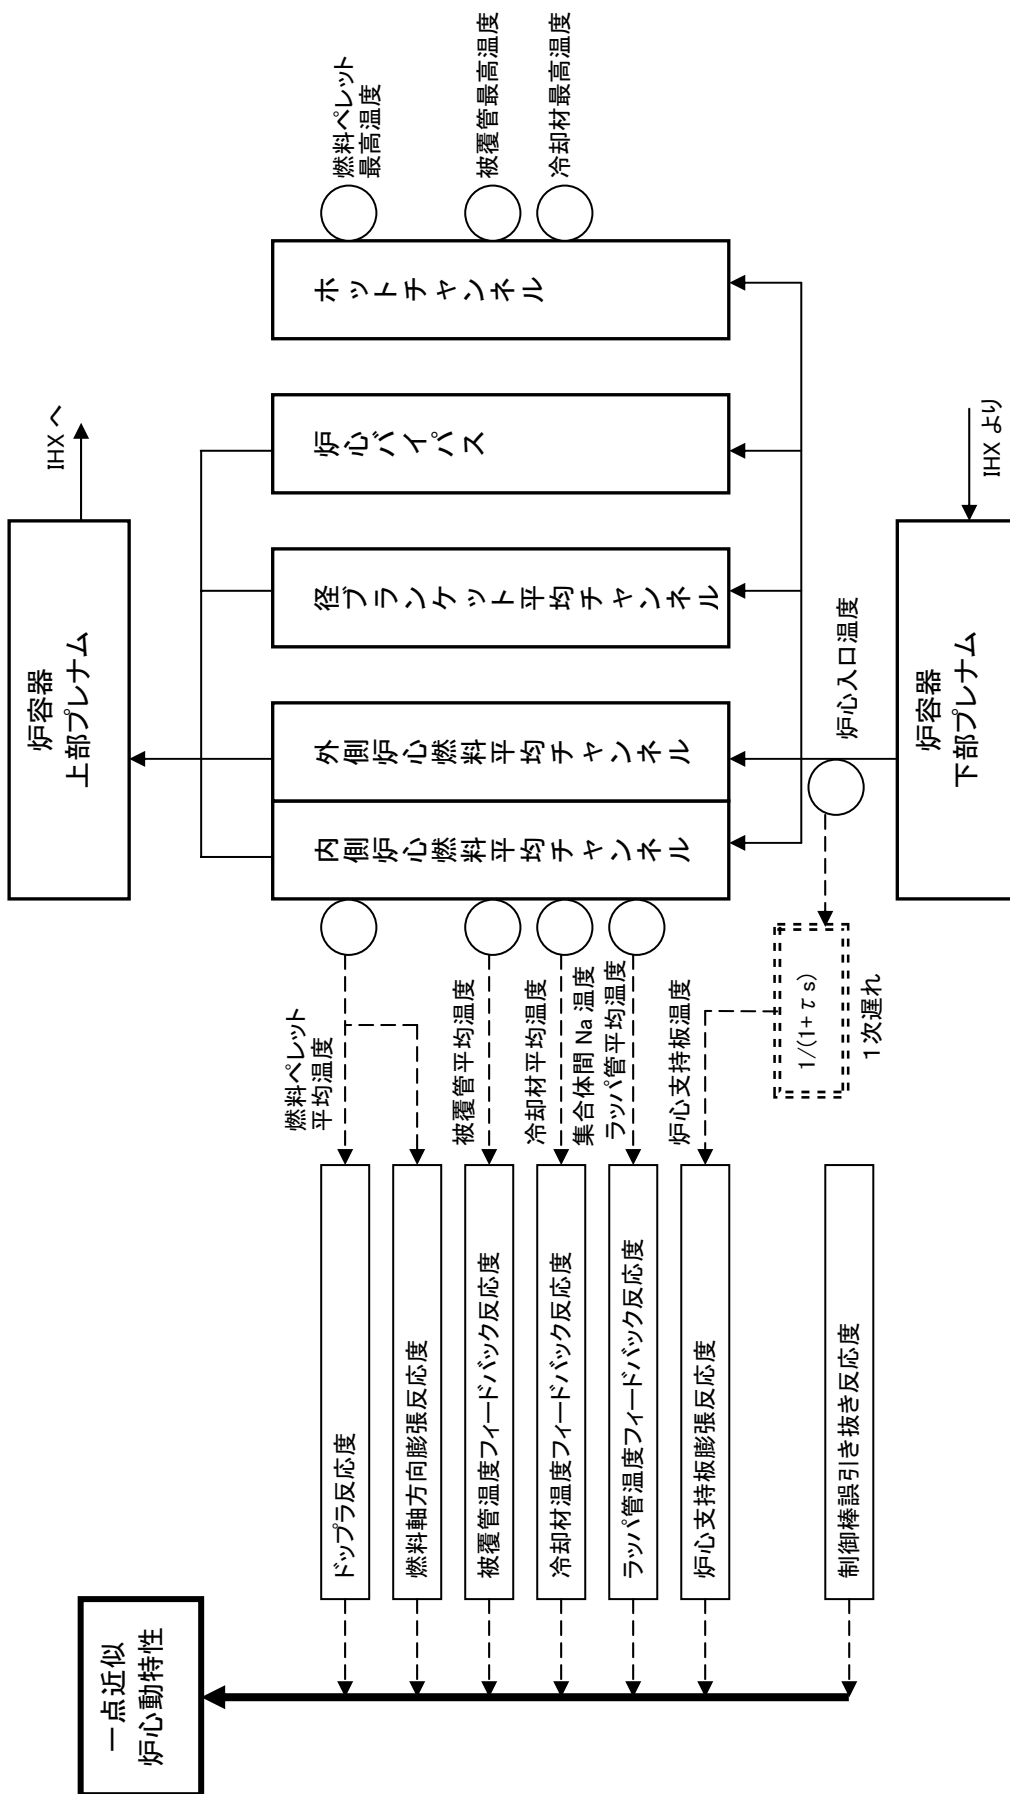 一点近似
炉心動特性
ドップラ反応度
燃料軸方向膨張反応度
被覆管温度フィードバック反応度
冷却材温度フィードバック反応度
ラッパ管温度フィードバック反応度
炉心支持板膨張反応度
制御棒誤引き抜き反応度
燃料ペレット
平均温度
被覆管平均温度
冷却材平均温度
集合体間 Na 温度
ラッパ管平均温度
炉心支持板温度
1/(1+τs)
1次遅れ
炉容器
上部プレナム
IHX へ
内側炉心燃料平均チャンネル
外側炉心燃料平均チャンネル
径ブランケット平均チャンネル
炉心バイパス
ホットチャンネル
炉心入口温度
炉容器
下部プレナム
IHX より
燃料ペレット
最高温度
被覆管最高温度
冷却材最高温度